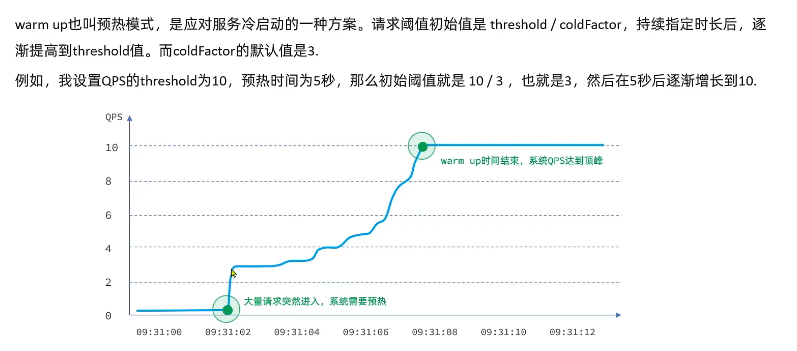 warm up也叫预热模式，是应对服务冷启动的一种方案。请求阈值初始值是 threshold / coldFactor，持续指定时长后，逐
渐提高到threshold值。而coldFactor的默认值是3.
例如，我设置QPS的threshold为10，预热时间为5秒，那么初始阈值就是 10 / 3 ，也就是3，然后在5秒后逐渐增长到10.
QPS
10
warm up时间结束，系统QPS达到顶峰
8
6
4
2
大量请求突然进入，系统需要预热
0
09:31:00 09:31:02 09:31:04 09:31:06 09:31:08 09:31:10 09:31:12